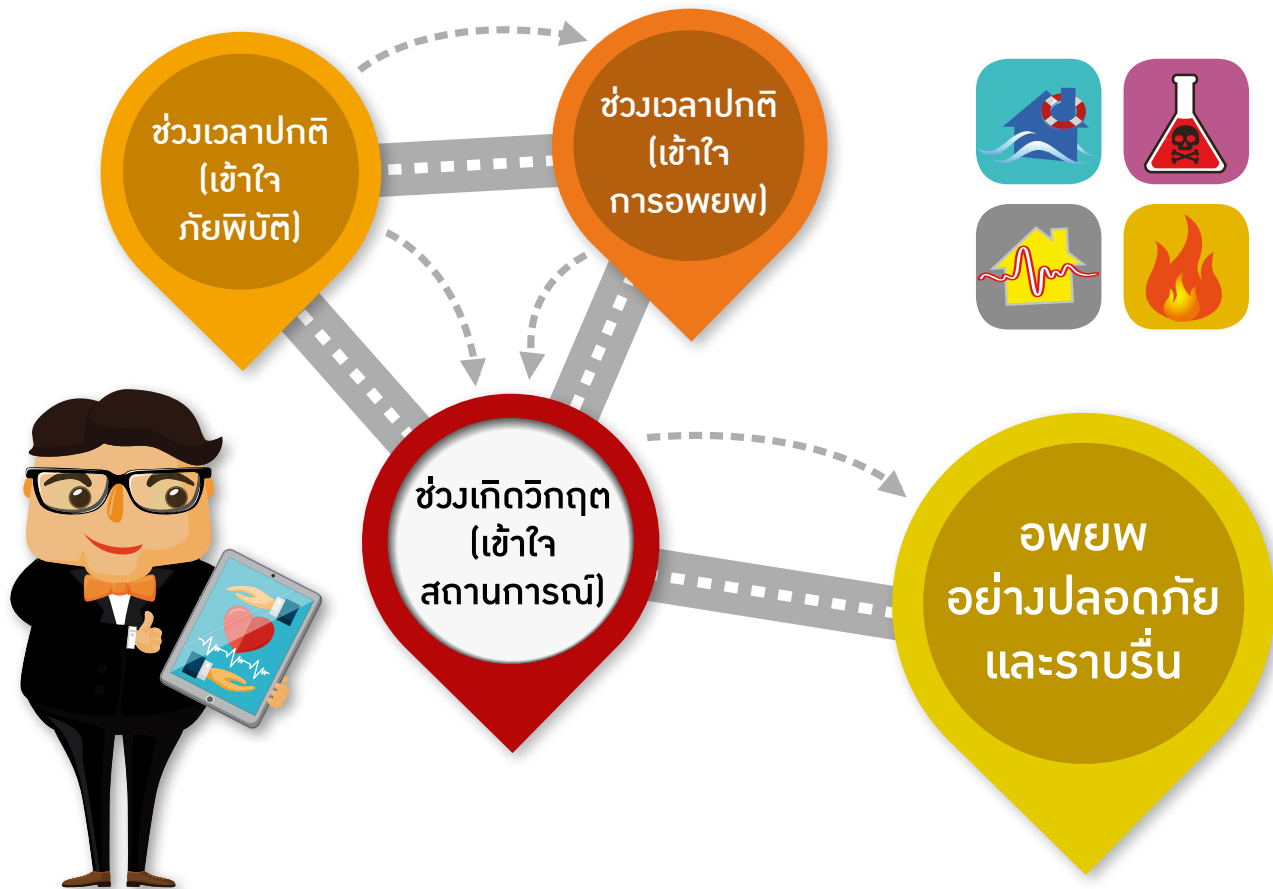 ช่วงเวลาปกติ
(เข้าใจ
ภัยพิบัติ)
ช่วงเวลาปกติ
(เข้าใจ
การอพยพ)
ช่วงเกิดวิกฤต
(เข้าใจ
สถานการณ์)
อพยพ
อย่างปลอดภัย
และราบรื่น